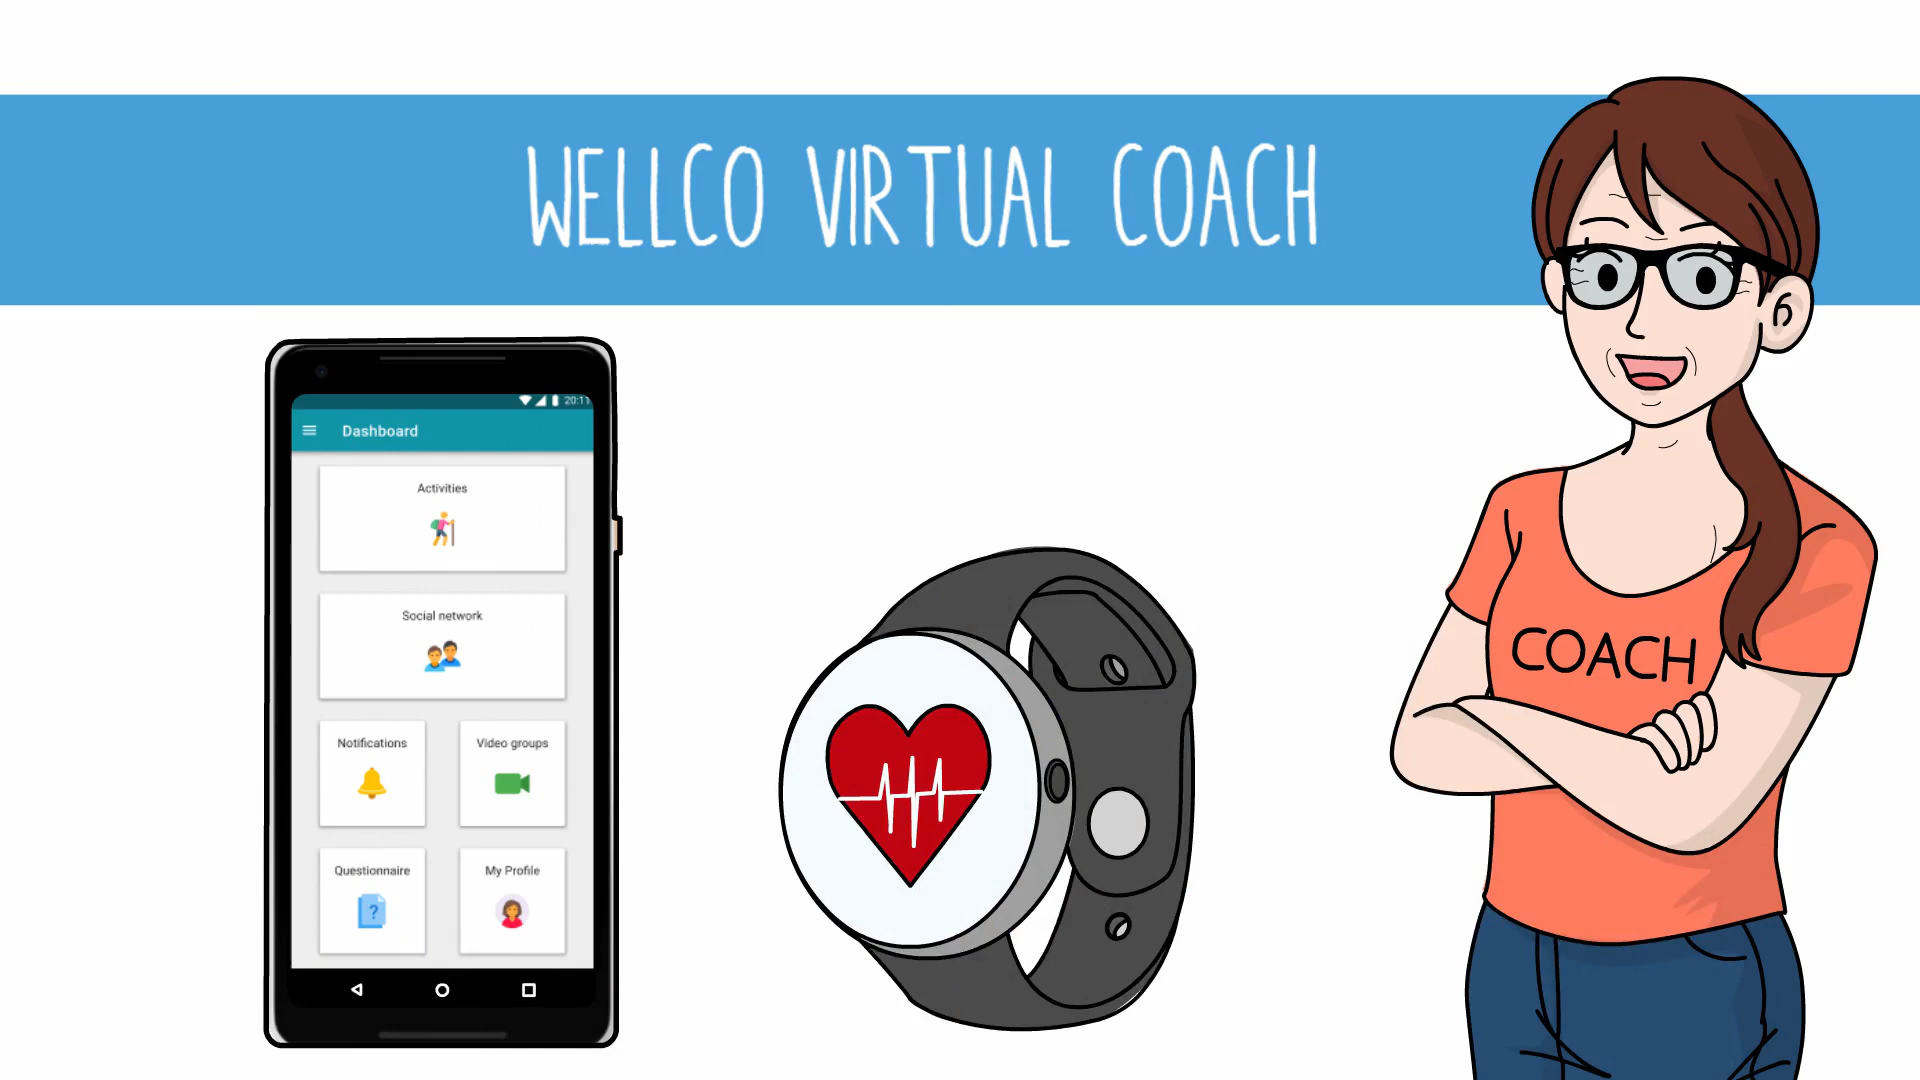 WELLCO VIRTUAL COACH
20:11
Dashboard
Activities
Social network
Notifications
Video groups
Questionnaire
My Profile
?
COACH